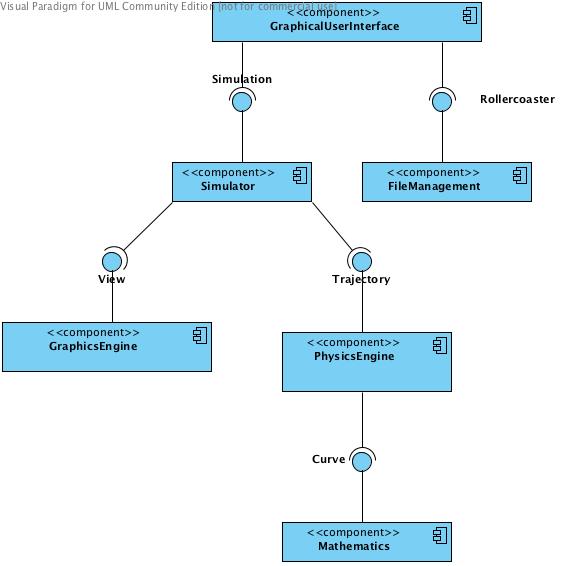 Visual Paradigm for UML Community Edition [not for commercial use]
<<component>>
GraphicalUserInterface
Simulation
Rollercoaster
<<component>>
Simulator
<<component>>
FileManagement
View
Trajectory
<<component>>
GraphicsEngine
<<component>>
PhysicsEngine
Curve
<<component>>
Mathematics